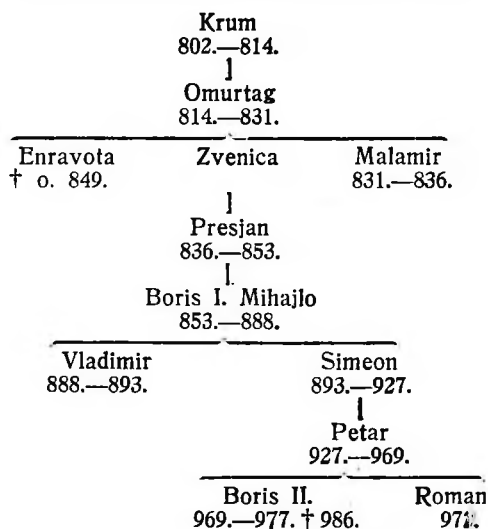 Krum
802.—814.
Omurtag
814.—831.
Enravota Zvenica Malamir
† o. 849. 831.—836.
Presjan
836.—853.
Boris I. Mihajlo
853.—888.
Vladimir Simeon
888.—893. 893.—927.
Petar
927.—969.
Boris II. Roman
969.—977. † 986.